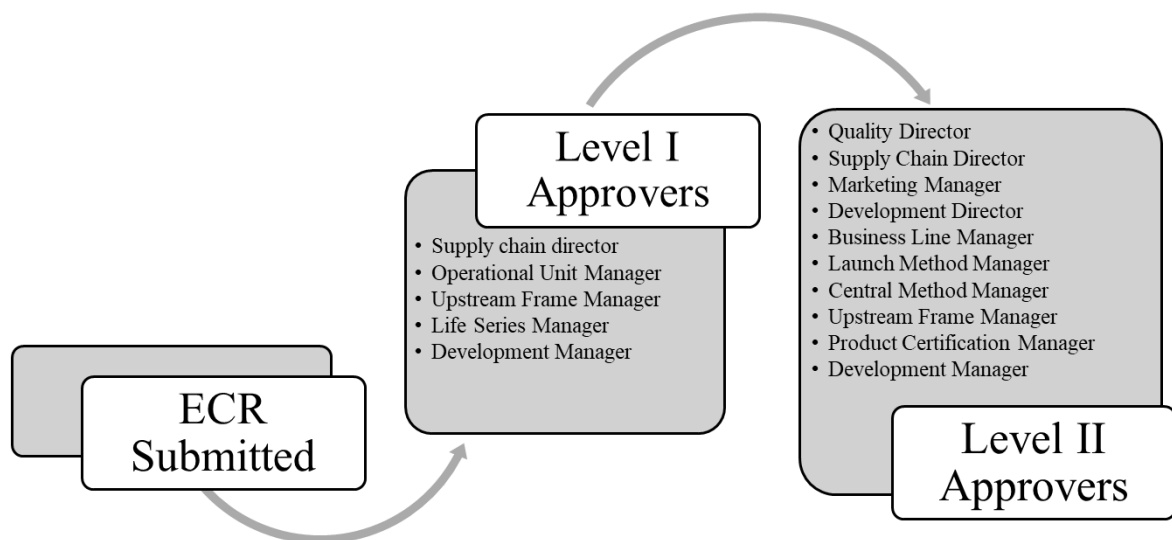 ECR
Submitted
Level I
Approvers
• Supply chain director
• Operational Unit Manager
• Upstream Frame Manager
• Life Series Manager
• Development Manager
• Quality Director
• Supply Chain Director
• Marketing Manager
• Development Director
• Business Line Manager
• Launch Method Manager
• Central Method Manager
• Upstream Frame Manager
• Product Certification Manager
• Development Manager
Level II
Approvers